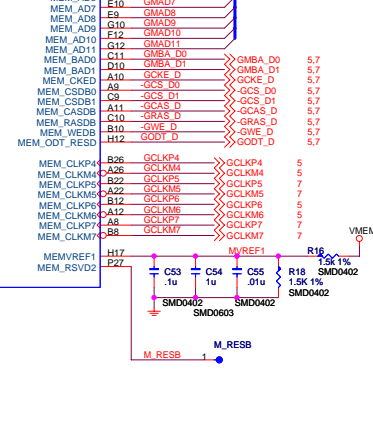 E10 GMAD7
MEM_AD7 F9 GMAD8
MEM_AD8 G10 GMAD9
MEM_AD9 F12 GMAD10
MEM_AD10 G12 GMAD11
MEM_AD11
MEM_BAD0 C11 GMBA_D0 GMBA_D0 5,7
MEM_BAD1 D10 GMBA_D1 GMBA_D1 5,7
MEM_CKED A10 GCKE_D GCKE_D 5,7
MEM_CSDB0 A9 -GCS_D0 -GCS_D0 5,7
MEM_CSDB1 C9 -GCS_D1 -GCS_D1 5,7
MEM_CASDB A11 -GCAS_D -GCAS_D 5,7
MEM_RASDB C10 -GRAS_D -GRAS_D 5,7
MEM_WEDB B10 -GWE_D -GWE_D 5,7
MEM_ODT_RESD H12 GODT_D GODT_D 5,7
MEM_CLKP4 B26 GCLKP4 GCLKP4 5
MEM_CLKM4 A26 GCLKM4 GCLKM4 5
MEM_CLKP5 B22 GCLKP5 GCLKP5 7
MEM_CLKM5 A22 GCLKM5 GCLKM5 7
MEM_CLKP6 B12 GCLKP6 GCLKP6 5
MEM_CLKM6 A12 GCLKM6 GCLKM6 5
MEM_CLKP7 A8 GCLKP7 GCLKP7 7
MEM_CLKM7 B8 GCLKM7 GCLKM7 7
VMEM
MEMVREF1 H17 MVREF1 R16
MEM_RSVD2 P27 1.5k 1%
SMD0402
C53 C54 C55 R18
.1u 1u .01u 1.5K 1%
SMD0402
SMD0402 SMD0402
SMD0603
M_RESB
M_RESB 1